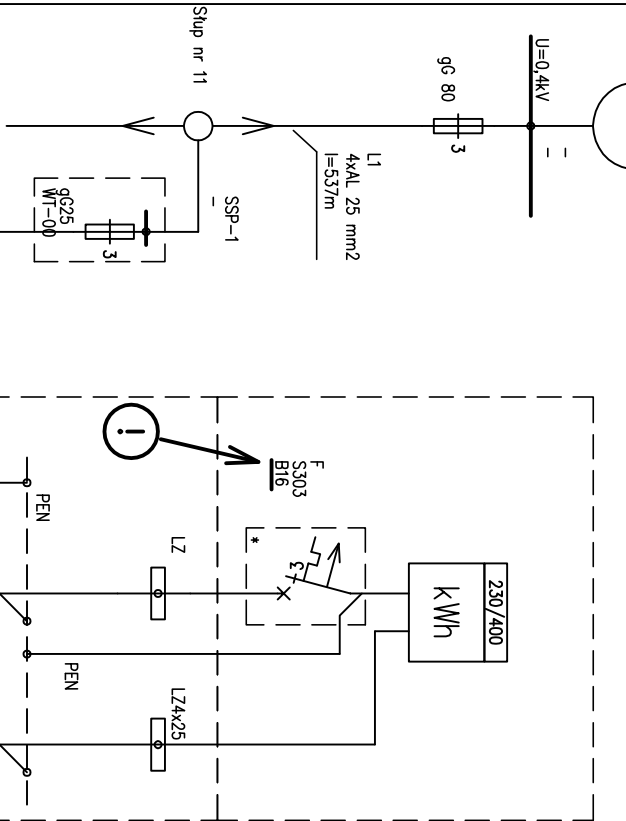 Słup nr 11
gG 80
3
U=0,4kV
L1
4xAL 25 mm2
l=537m
SSP-1
gG25
WT-00
3
i
F
S303
B16
*
3
230/400
kWh
PEN
LZ
PEN
LZ4x25